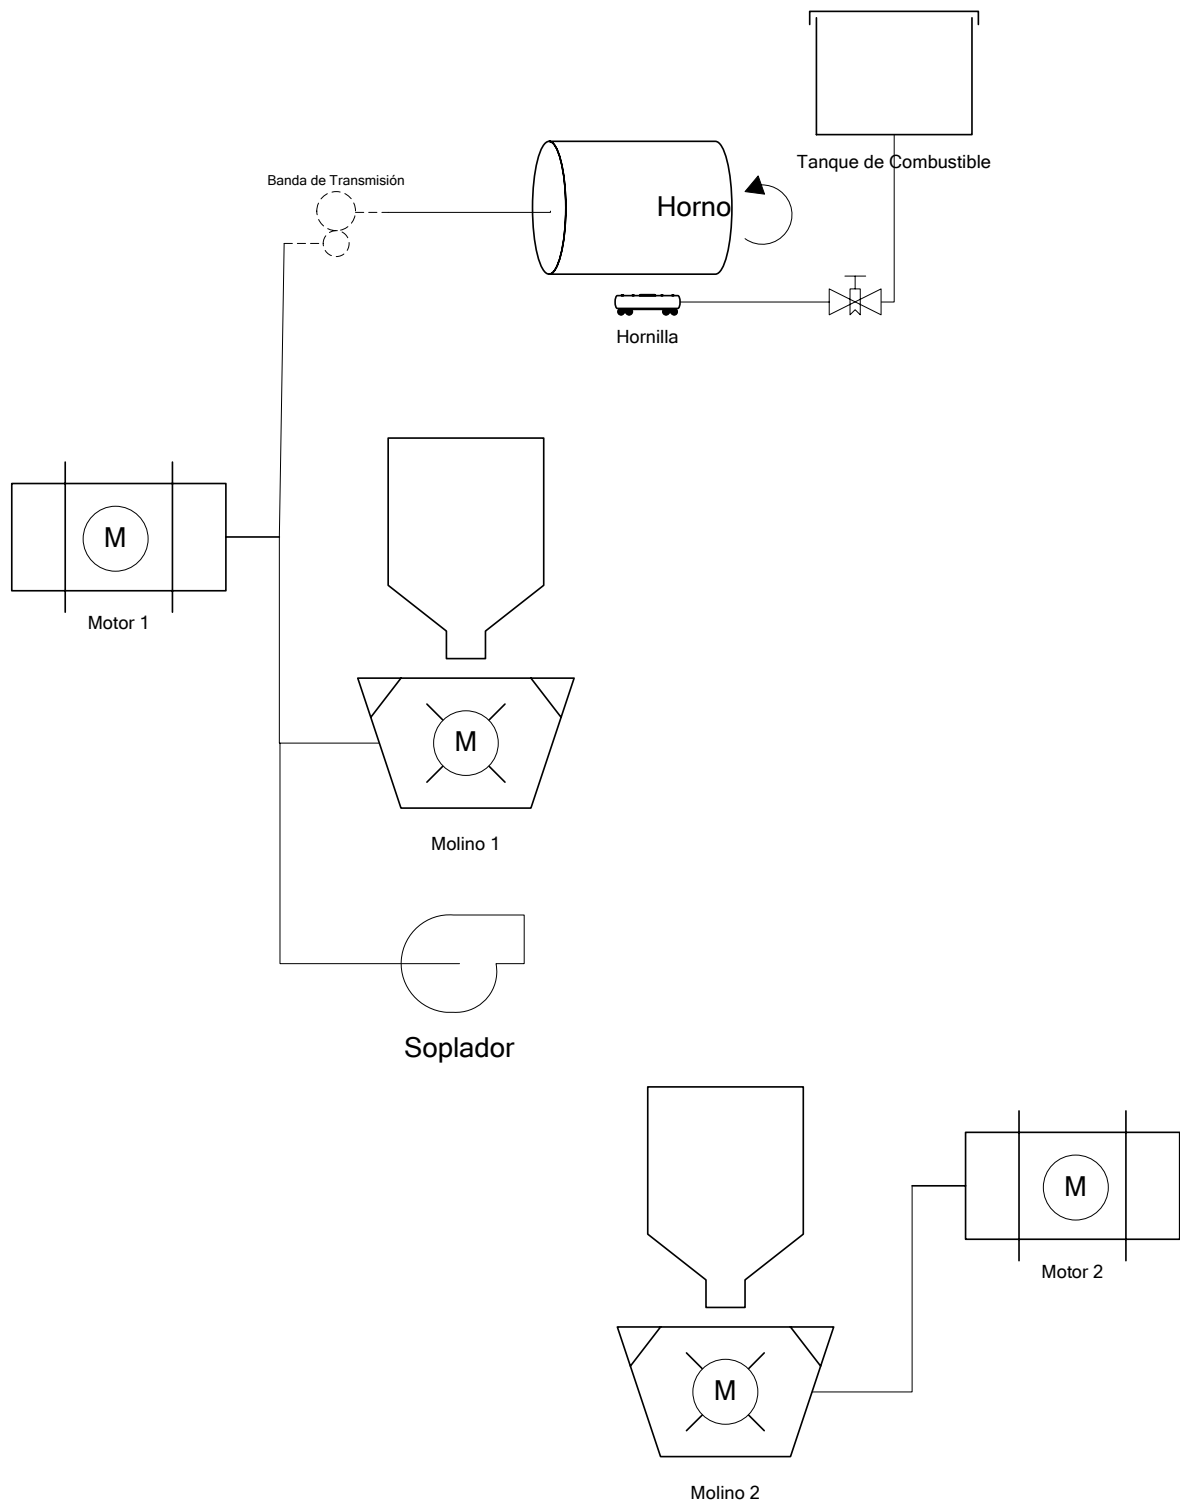 Tanque de Combustible
Banda de Transmisión
Horno
Hornilla
M
Motor 1
M
Molino 1
Soplador
M
Motor 2
M
Molino 2